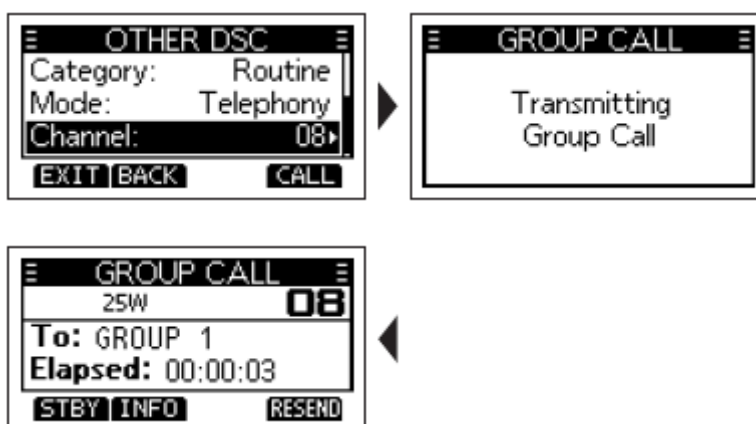 OTHER DSC
Category: Routine
Mode: Telephony
Channel: 08
EXIT BACK CALL
GROUP CALL
Transmitting
Group Call
GROUP CALL
25W 08
To: GROUP 1
Elapsed: 00:00:03
STBY INFO RESEND